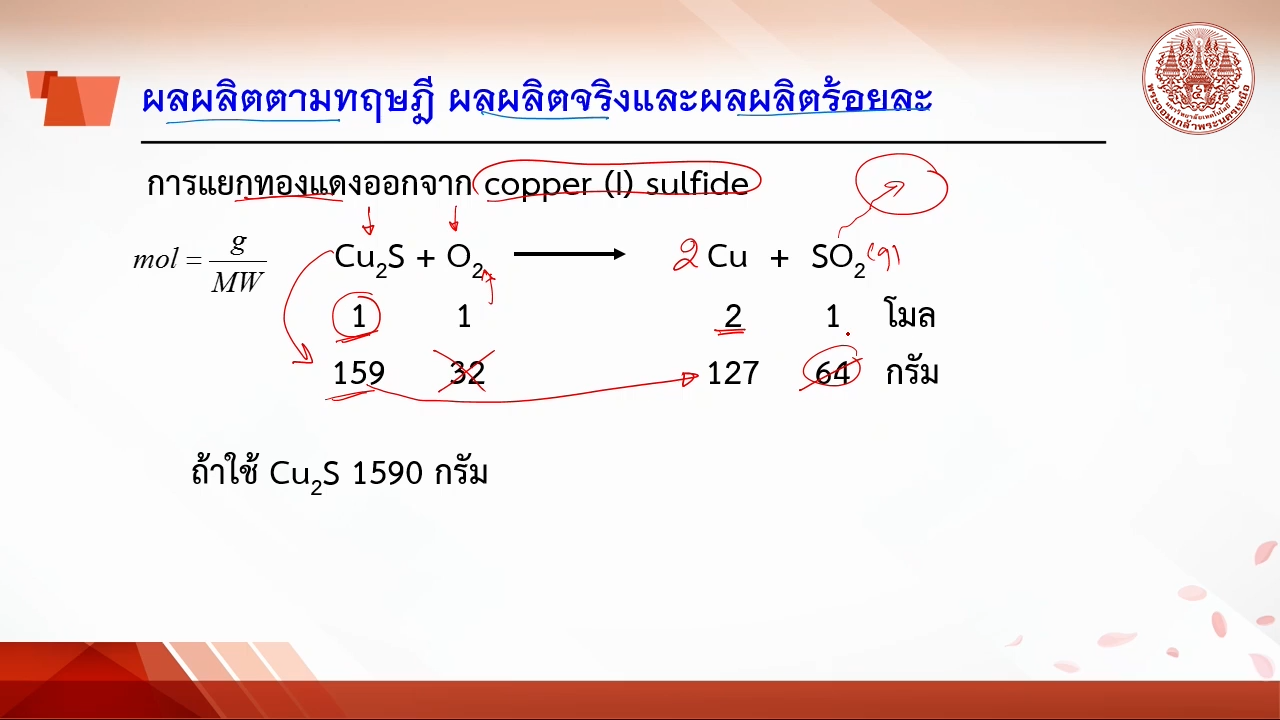 ผลผลิตตามทฤษฎี ผลผลิตจริงและผลผลิตร้อยละ
การแยกทองแดงออกจาก copper (I) sulfide
mol = g / MW
Cu₂S + O₂ → 2 Cu + SO₂ (g)
1 1 2 1 โมล
159 32 127 64 กรัม
ถ้าใช้ Cu₂S 1590 กรัม